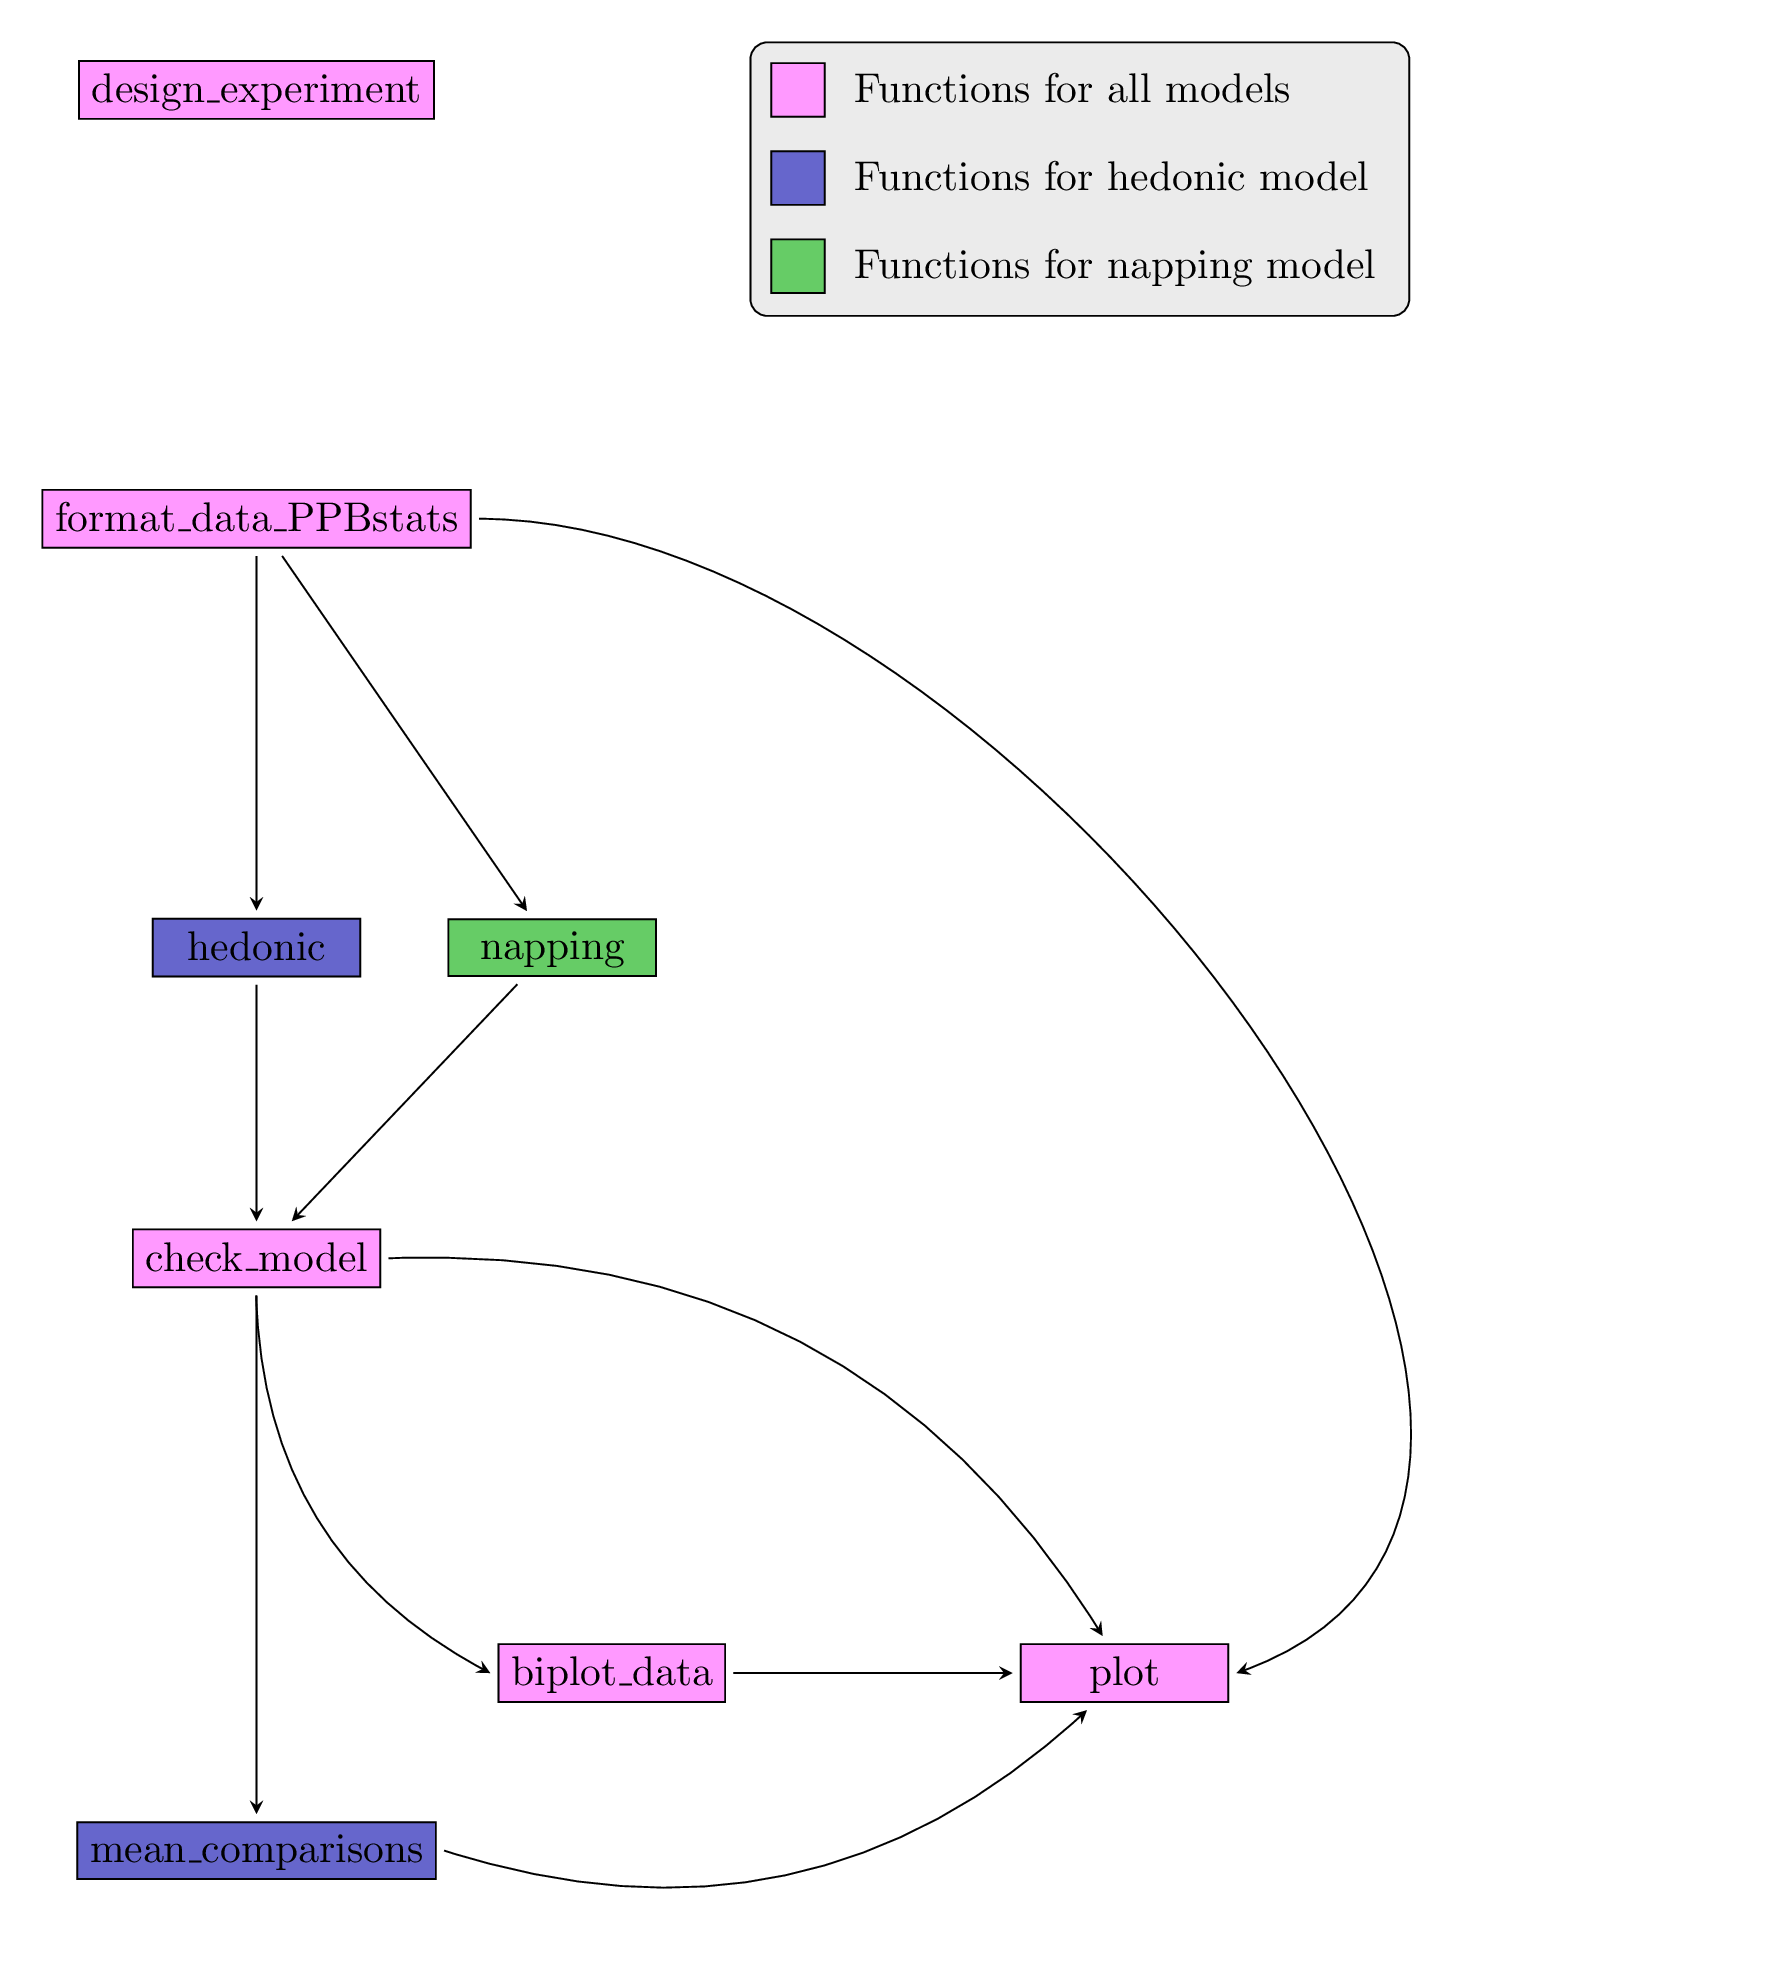 design_experiment
Functions for all models
Functions for hedonic model
Functions for napping model
format_data_PPBstats
hedonic
napping
check_model
biplot_data
plot
mean_comparisons